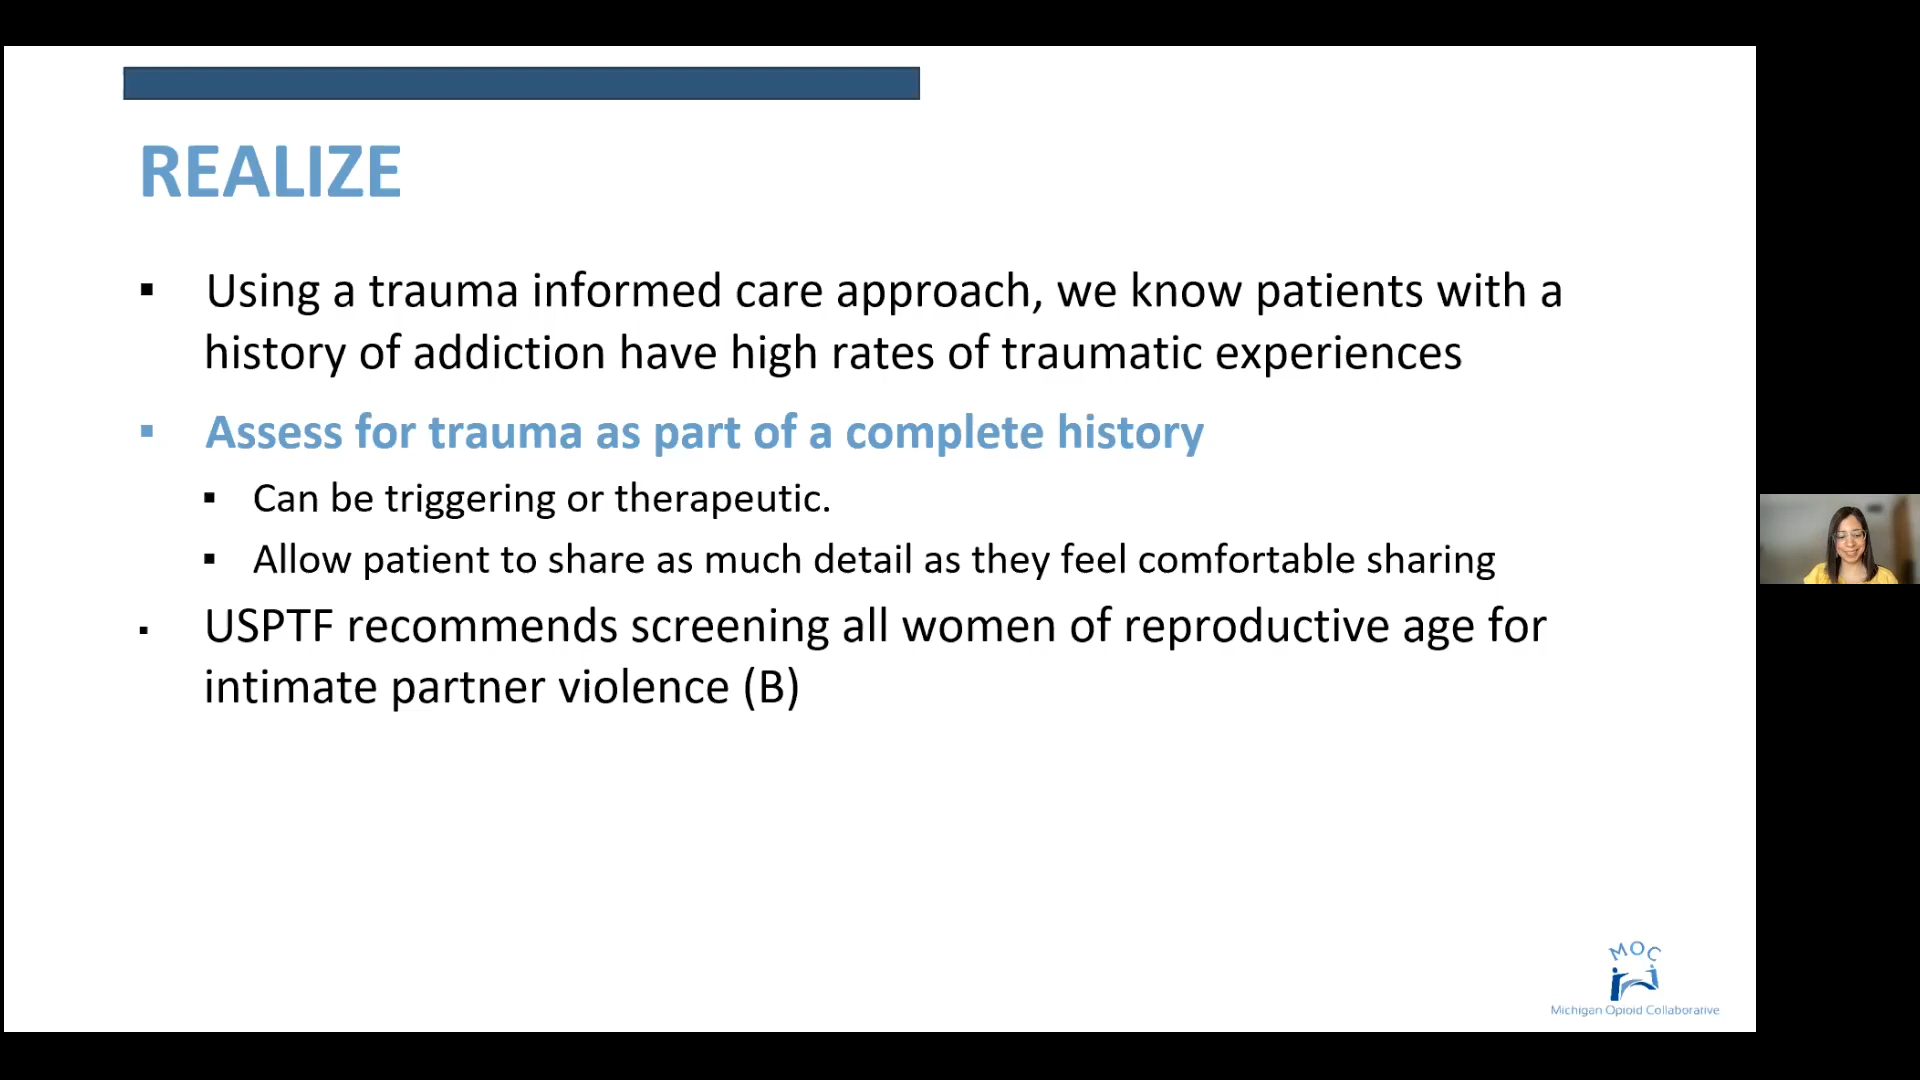 REALIZE
▪ Using a trauma informed care approach, we know patients with a
history of addiction have high rates of traumatic experiences
▪ Assess for trauma as part of a complete history
▪ Can be triggering or therapeutic.
▪ Allow patient to share as much detail as they feel comfortable sharing
▪ USPTF recommends screening all women of reproductive age for
intimate partner violence (B)
MOC
Michigan Opioid Collaborative